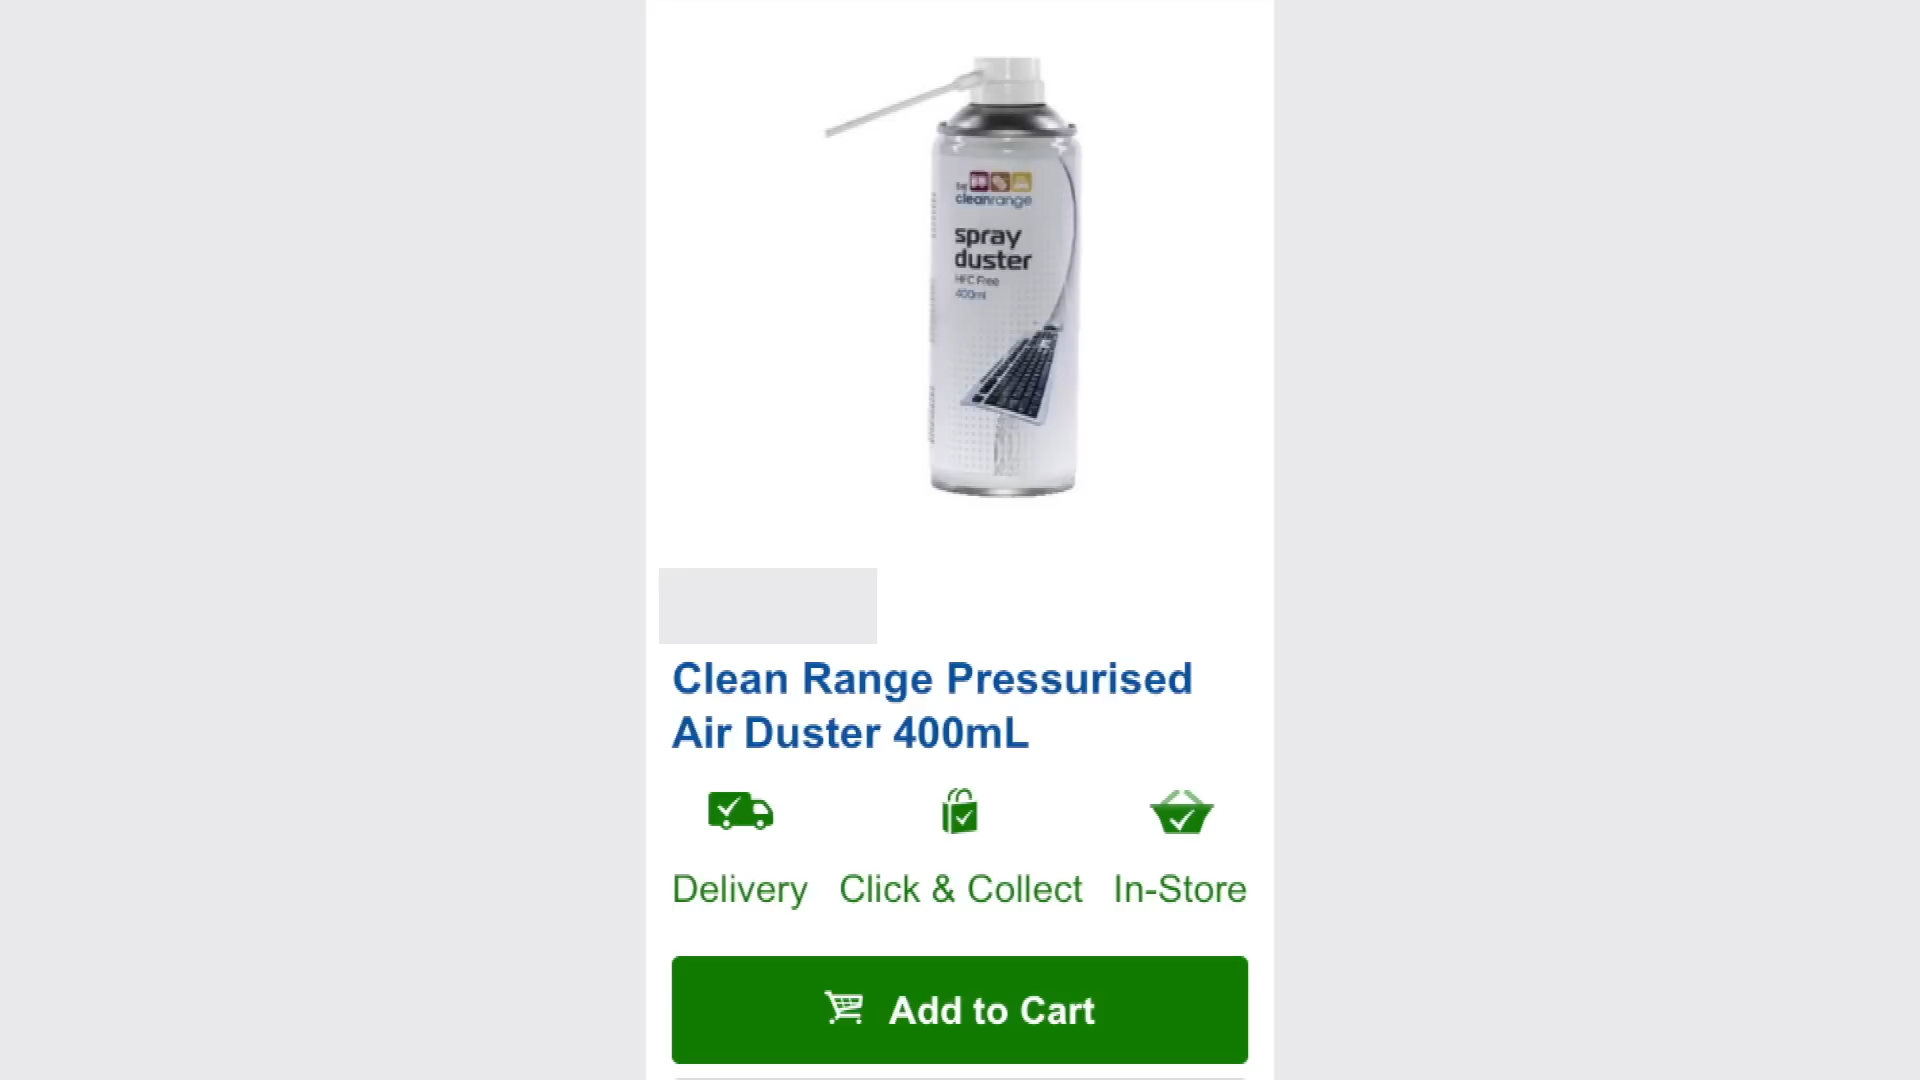 by
cleanrange
spray
duster
HFC Free
400ml
Clean Range Pressurised
Air Duster 400mL
Delivery Click & Collect In-Store
Add to Cart